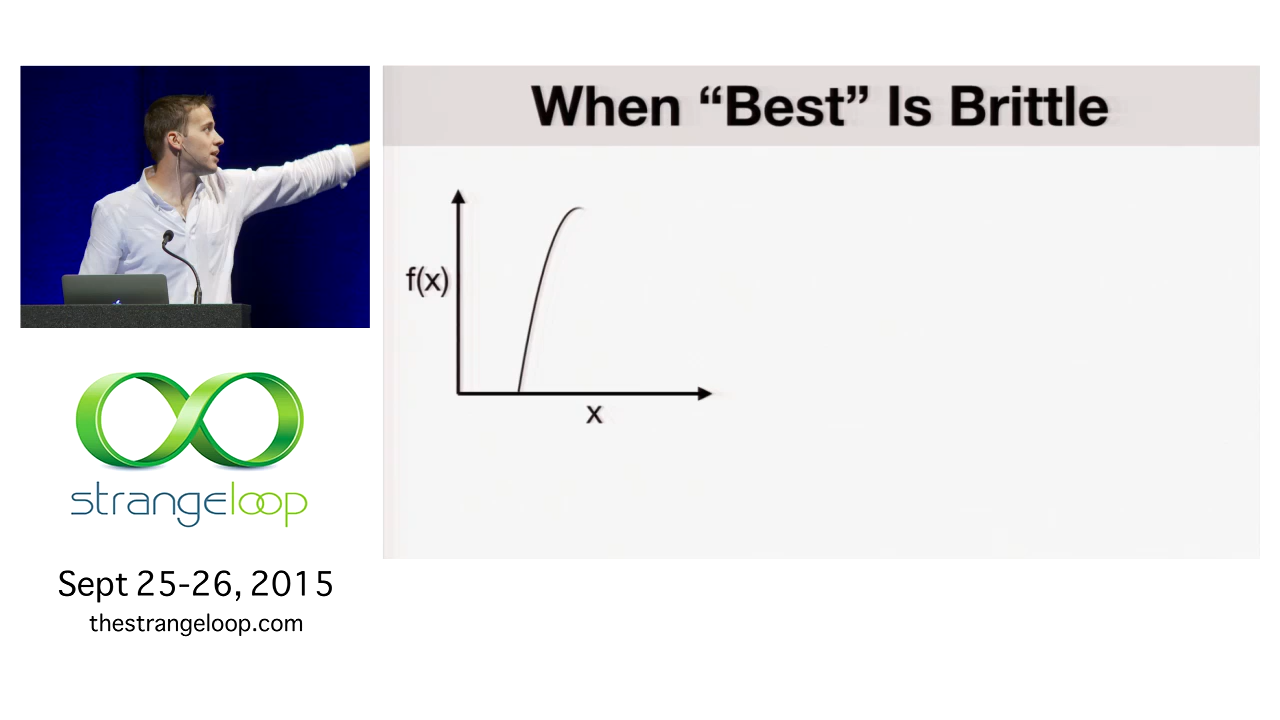 When “Best” Is Brittle
f(x)
x
strangeloop
Sept 25-26, 2015
thestrangeloop.com